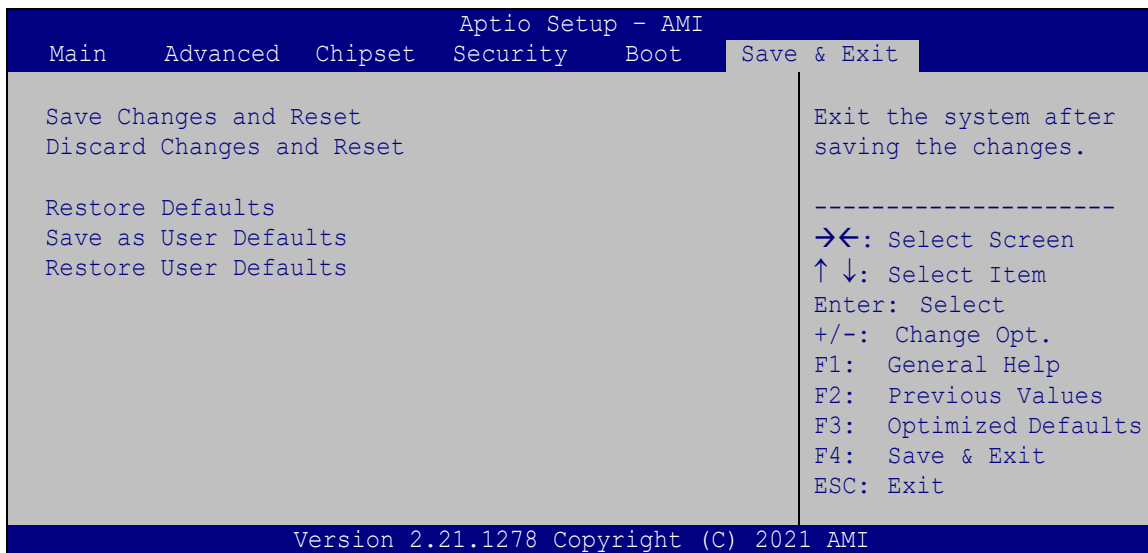 Aptio Setup – AMI
Main Advanced Chipset Security Boot Save & Exit
Save Changes and Reset
Discard Changes and Reset
Restore Defaults
Save as User Defaults
Restore User Defaults
Exit the system after
saving the changes.
---------------------
→←: Select Screen
↑ ↓: Select Item
Enter: Select
+/-: Change Opt.
F1: General Help
F2: Previous Values
F3: Optimized Defaults
F4: Save & Exit
ESC: Exit
Version 2.21.1278 Copyright (C) 2021 AMI